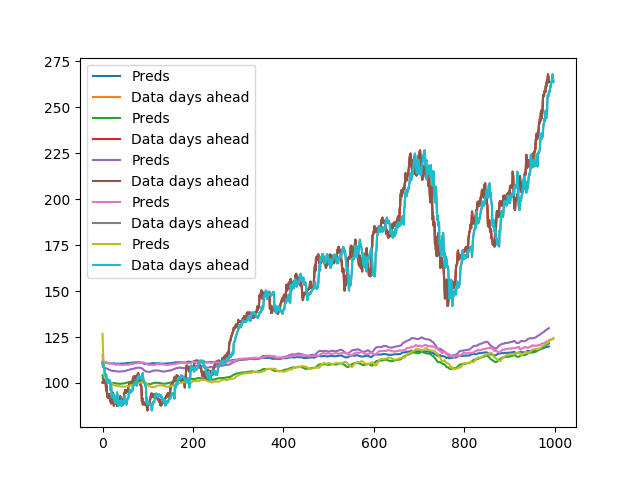 275
250
225
200
175
150
125
100
Preds
Data days ahead
Preds
Data days ahead
Preds
Data days ahead
Preds
Data days ahead
Preds
Data days ahead
0 200 400 600 800 1000